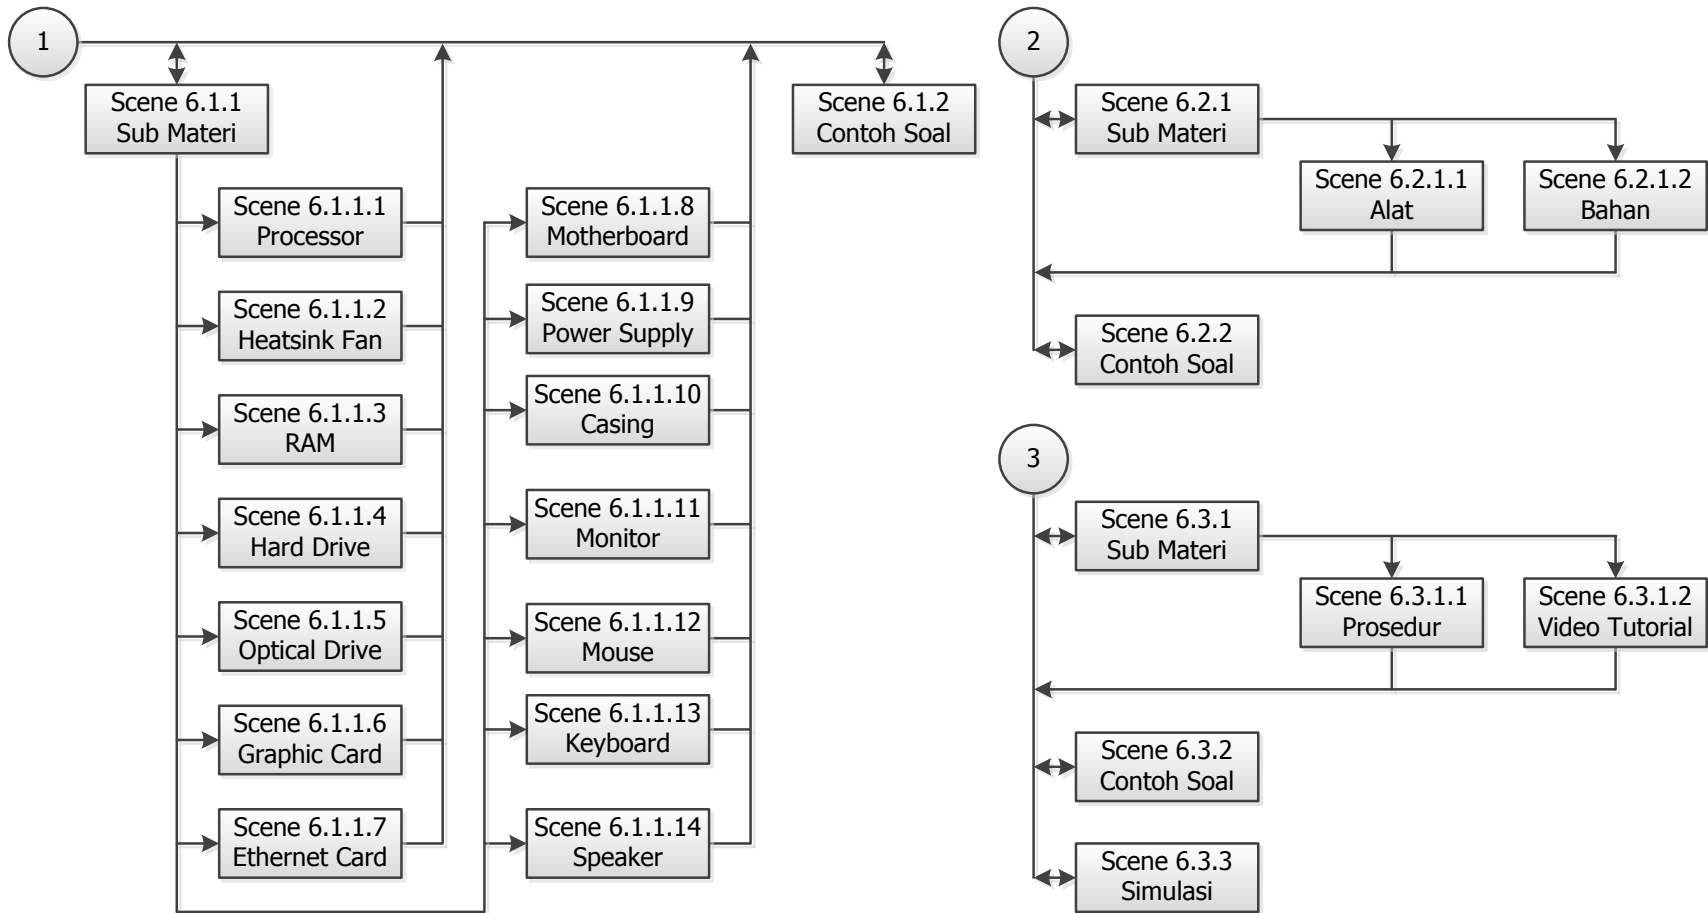 1
Scene 6.1.1
Sub Materi
Scene 6.1.1.1
Processor
Scene 6.1.1.2
Heatsink Fan
Scene 6.1.1.3
RAM
Scene 6.1.1.4
Hard Drive
Scene 6.1.1.5
Optical Drive
Scene 6.1.1.6
Graphic Card
Scene 6.1.1.7
Ethernet Card
Scene 6.1.1.8
Motherboard
Scene 6.1.1.9
Power Supply
Scene 6.1.1.10
Casing
Scene 6.1.1.11
Monitor
Scene 6.1.1.12
Mouse
Scene 6.1.1.13
Keyboard
Scene 6.1.1.14
Speaker
Scene 6.1.2
Contoh Soal
2
Scene 6.2.1
Sub Materi
Scene 6.2.1.1
Alat
Scene 6.2.1.2
Bahan
Scene 6.2.2
Contoh Soal
3
Scene 6.3.1
Sub Materi
Scene 6.3.1.1
Prosedur
Scene 6.3.1.2
Video Tutorial
Scene 6.3.2
Contoh Soal
Scene 6.3.3
Simulasi